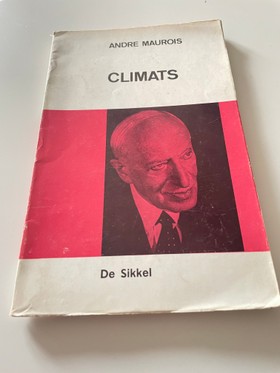 ANDRE MAUROIS
CLIMATS
De Sikkel